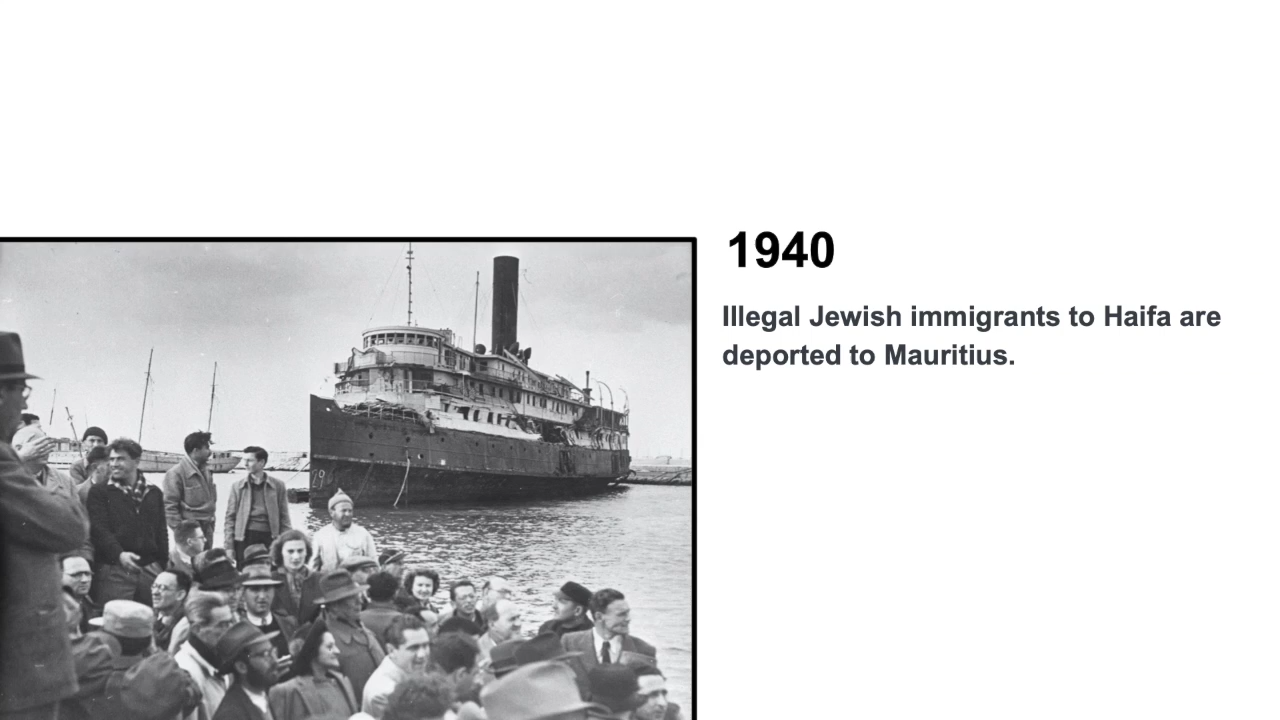 1940
Illegal Jewish immigrants to Haifa are
deported to Mauritius.